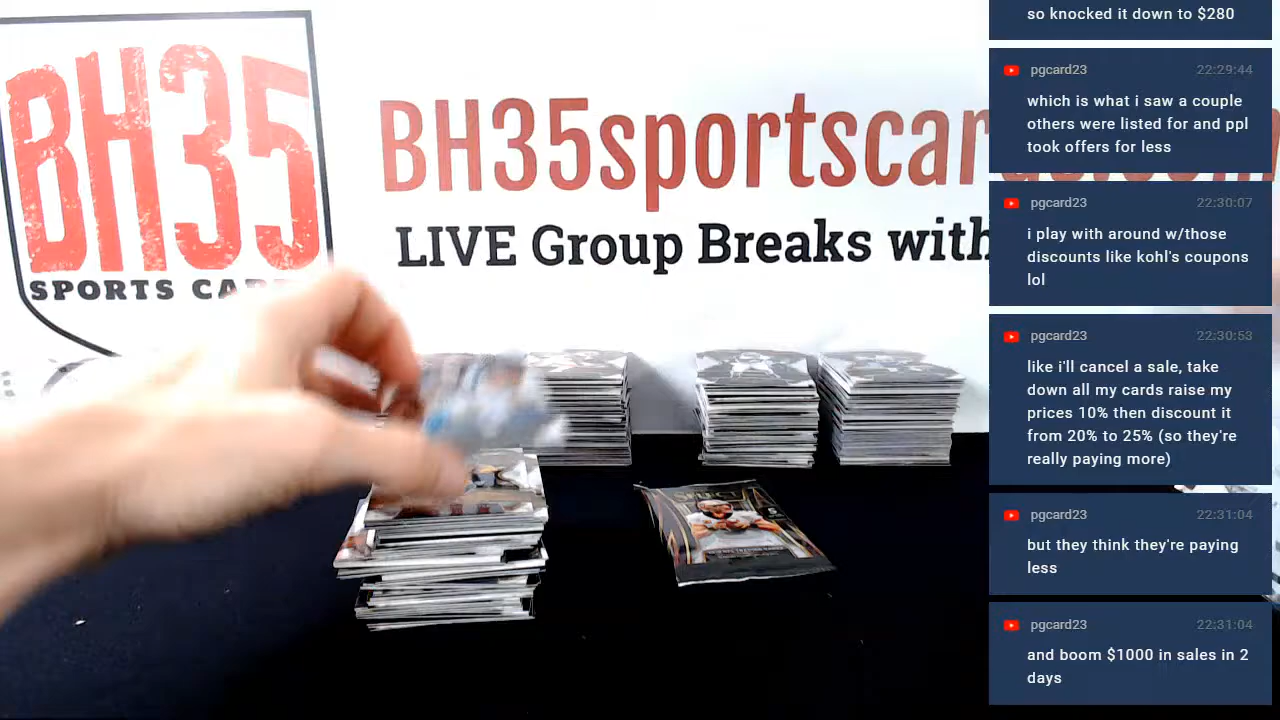 BH35
SPORTS CAR
BH35sportscar
LIVE Group Breaks with
SELECT
so knocked it down to $280
pgcard23 22:29:44
which is what i saw a couple
others were listed for and ppl
took offers for less
pgcard23 22:30:07
i play with around w/those
discounts like kohl's coupons
lol
pgcard23 22:30:53
like i'll cancel a sale, take
down all my cards raise my
prices 10% then discount it
from 20% to 25% (so they're
really paying more)
pgcard23 22:31:04
but they think they're paying
less
pgcard23 22:31:04
and boom $1000 in sales in 2
days